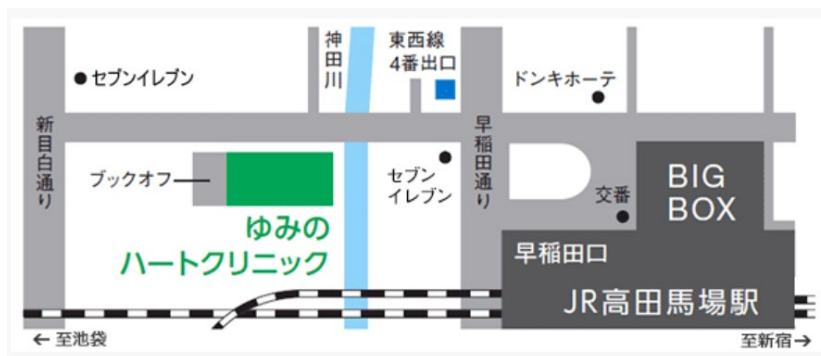 神田川
東西線
4番出口
セブンイレブン
ドンキホーテ
新目白通り
早稲田通り
ブックオフ
セブン
イレブン
交番
BIG
BOX
ゆみの
ハートクリニック
早稲田口
JR高田馬場駅
←至池袋
至新宿→